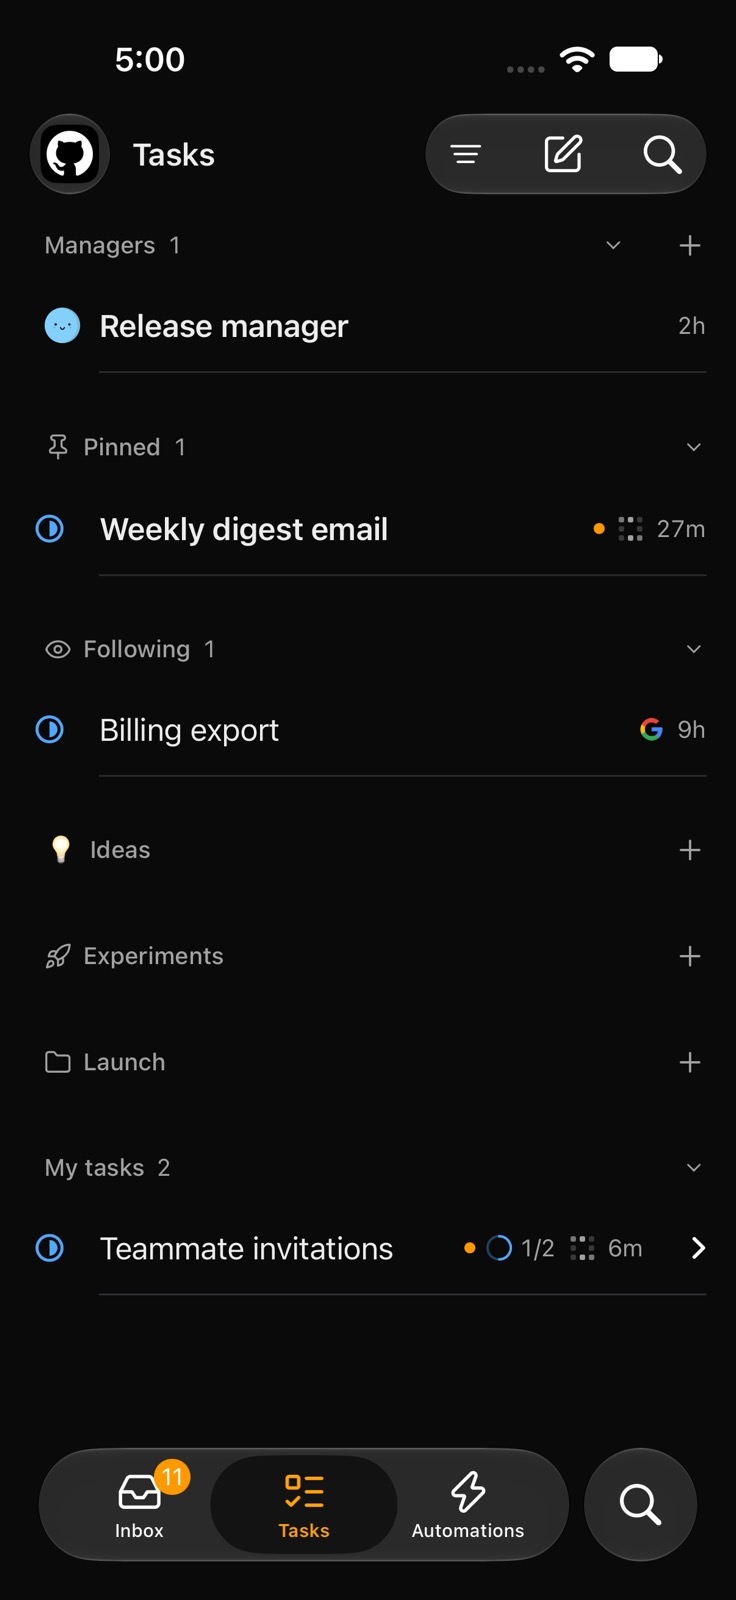 5:00
Tasks
Managers 1
Release manager 2h
Pinned 1
Weekly digest email 27m
Following 1
Billing export G 9h
Ideas
Experiments
Launch
My tasks 2
Teammate invitations 1/2 6m
11
Inbox Tasks Automations